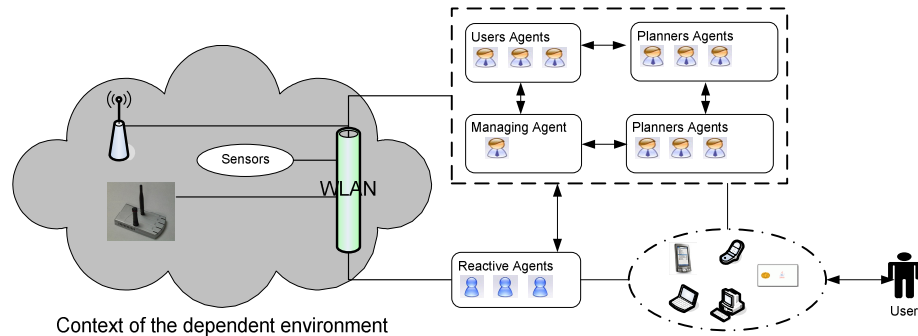 Users Agents
Planners Agents
Managing Agent
Planners Agents
Sensors
WLAN
Reactive Agents
User
Context of the dependent environment